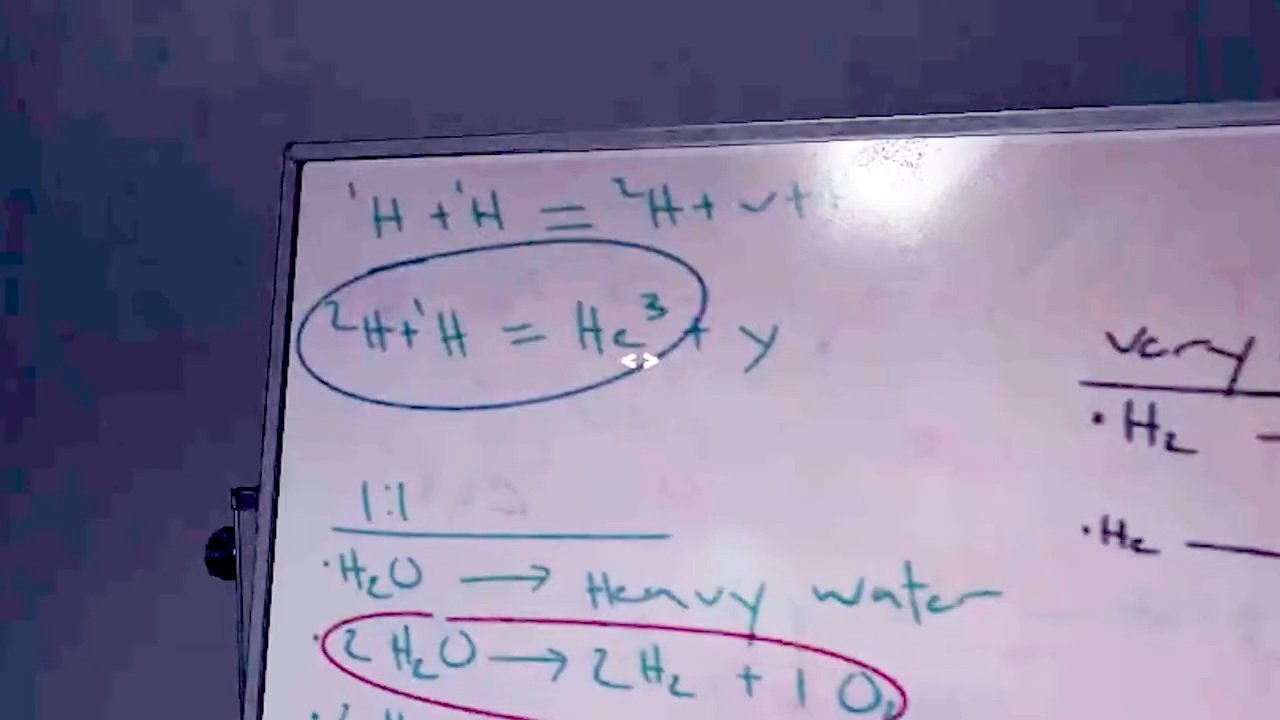 ¹H + ¹H = ²H + v +
²H + ¹H = He³ + y
1:1
·H₂O → Heavy water
·2 H₂O → 2 H₂ + 1 O₂
very
·H₂
·He